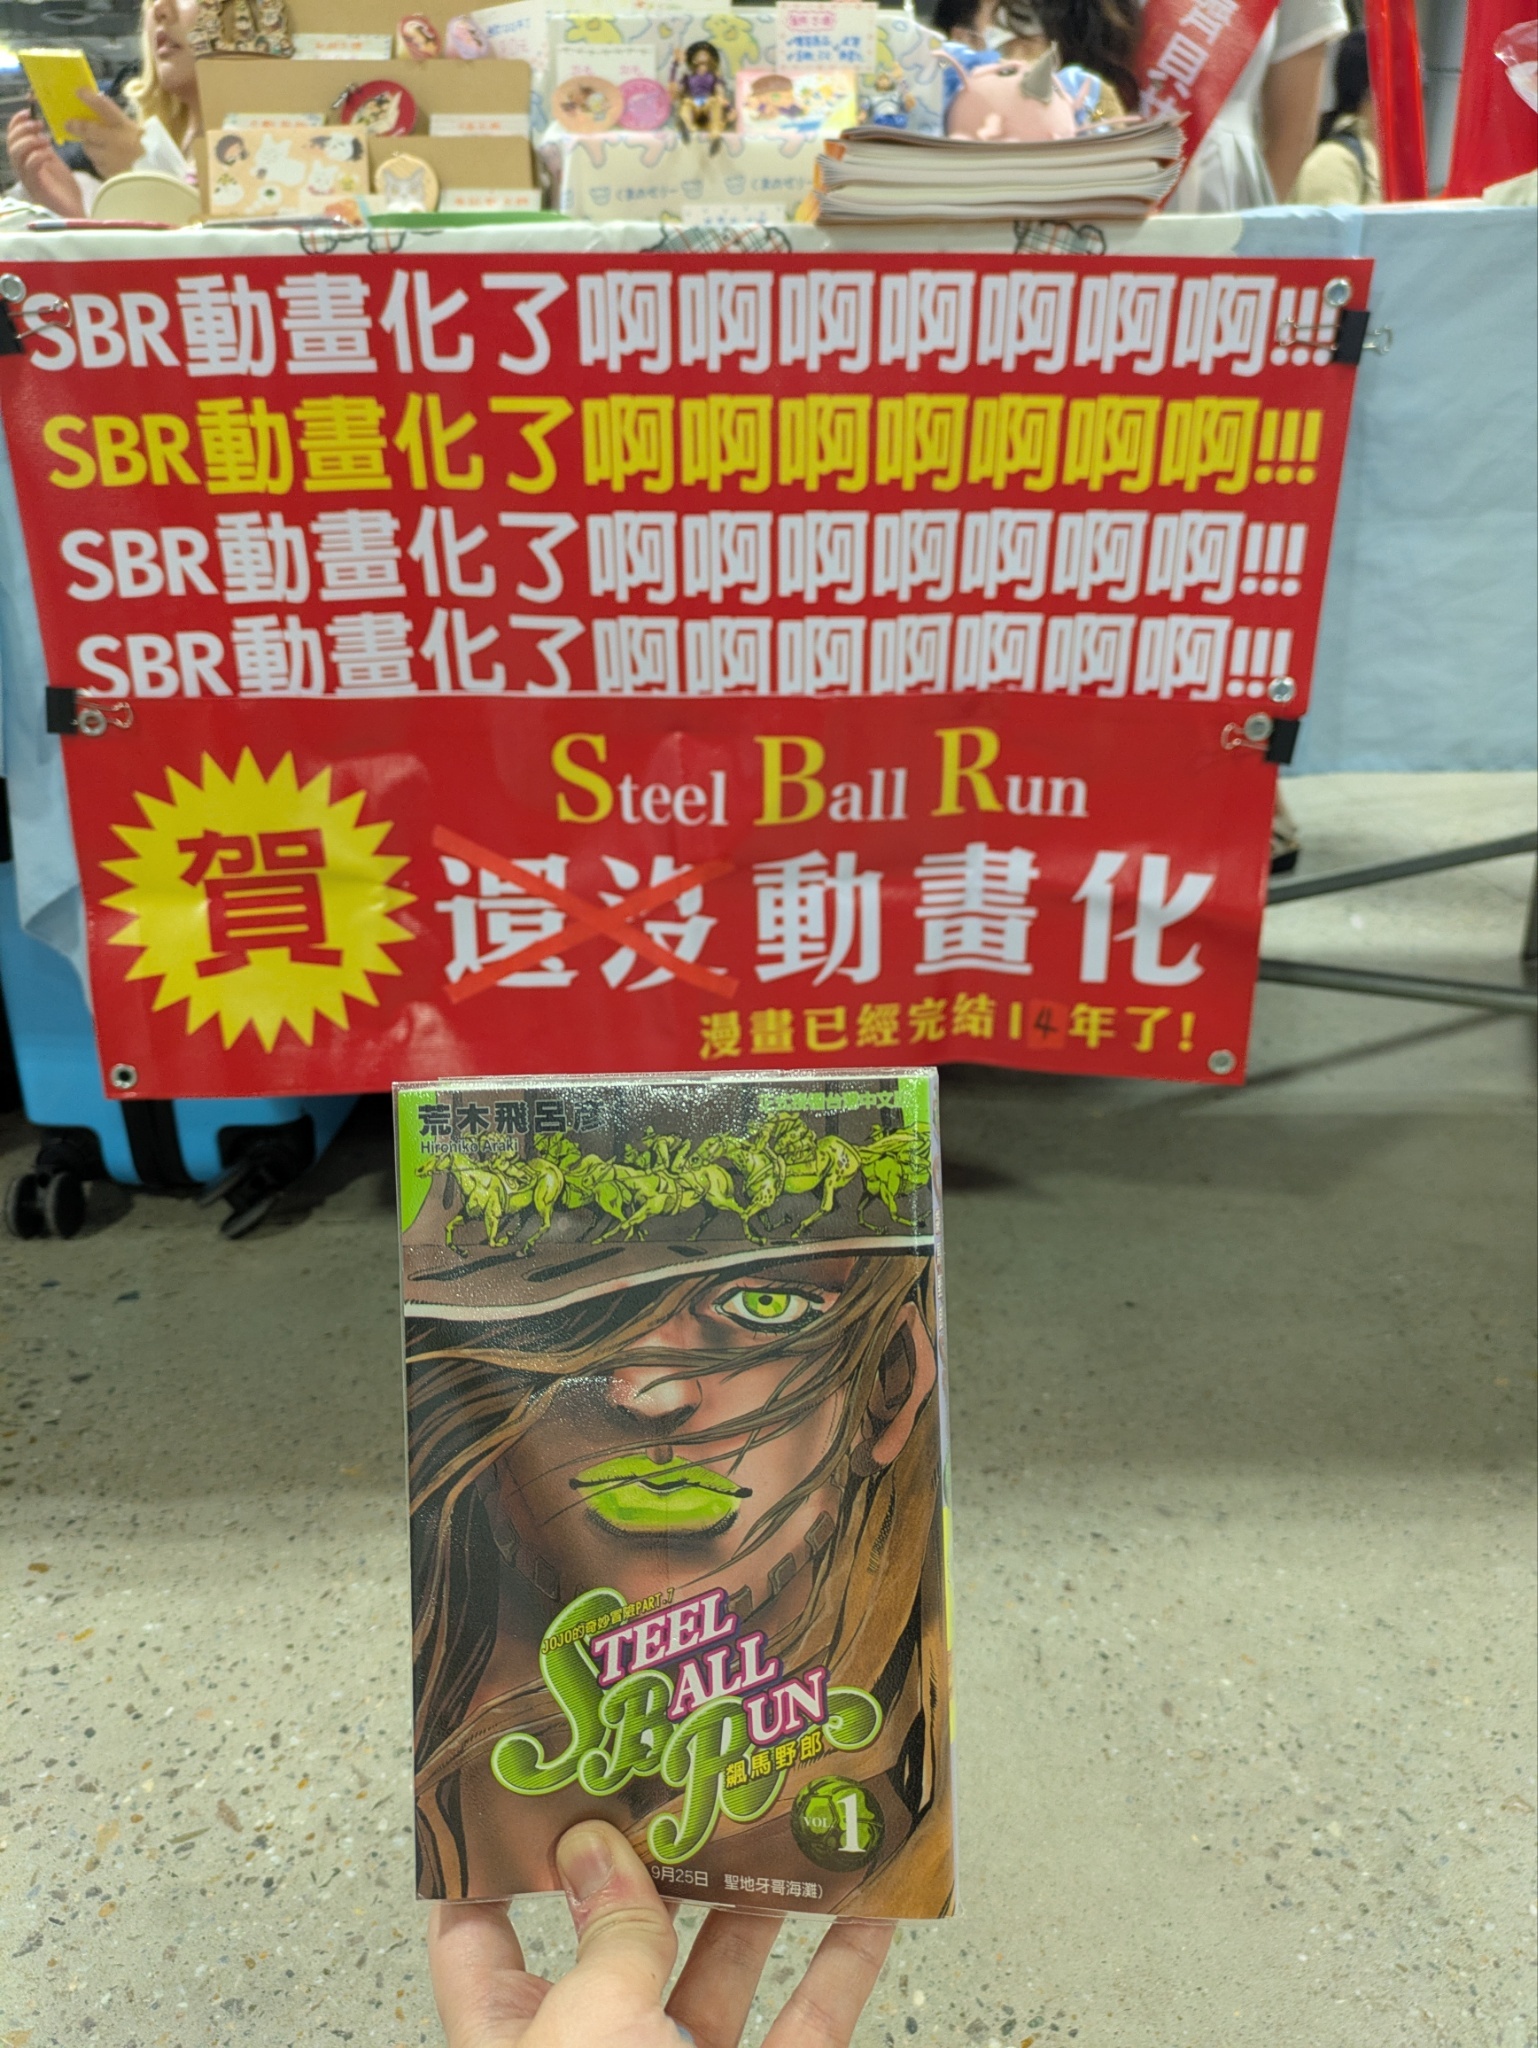 くまのゼリー
SBR動畫化了啊啊啊啊啊啊啊!!!
SBR動畫化了啊啊啊啊啊啊啊!!!
SBR動畫化了啊啊啊啊啊啊啊!!!
SBR動畫化了啊啊啊啊啊啊啊!!!
Steel Ball Run
賀
還沒動畫化
漫畫已經完結14年了!
荒木飛呂彥
Hirohiko Araki
JOJO的奇妙冒險PART.7
STEEL
BALL
RUN
飆馬野郎
VOL.1
9月25日 聖地牙哥海灘)